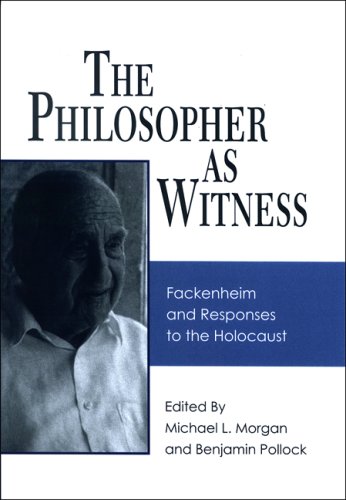 THE
PHILOSOPHER
AS
WITNESS
Fackenheim
and Responses
to the Holocaust
Edited By
Michael L. Morgan
and Benjamin Pollock